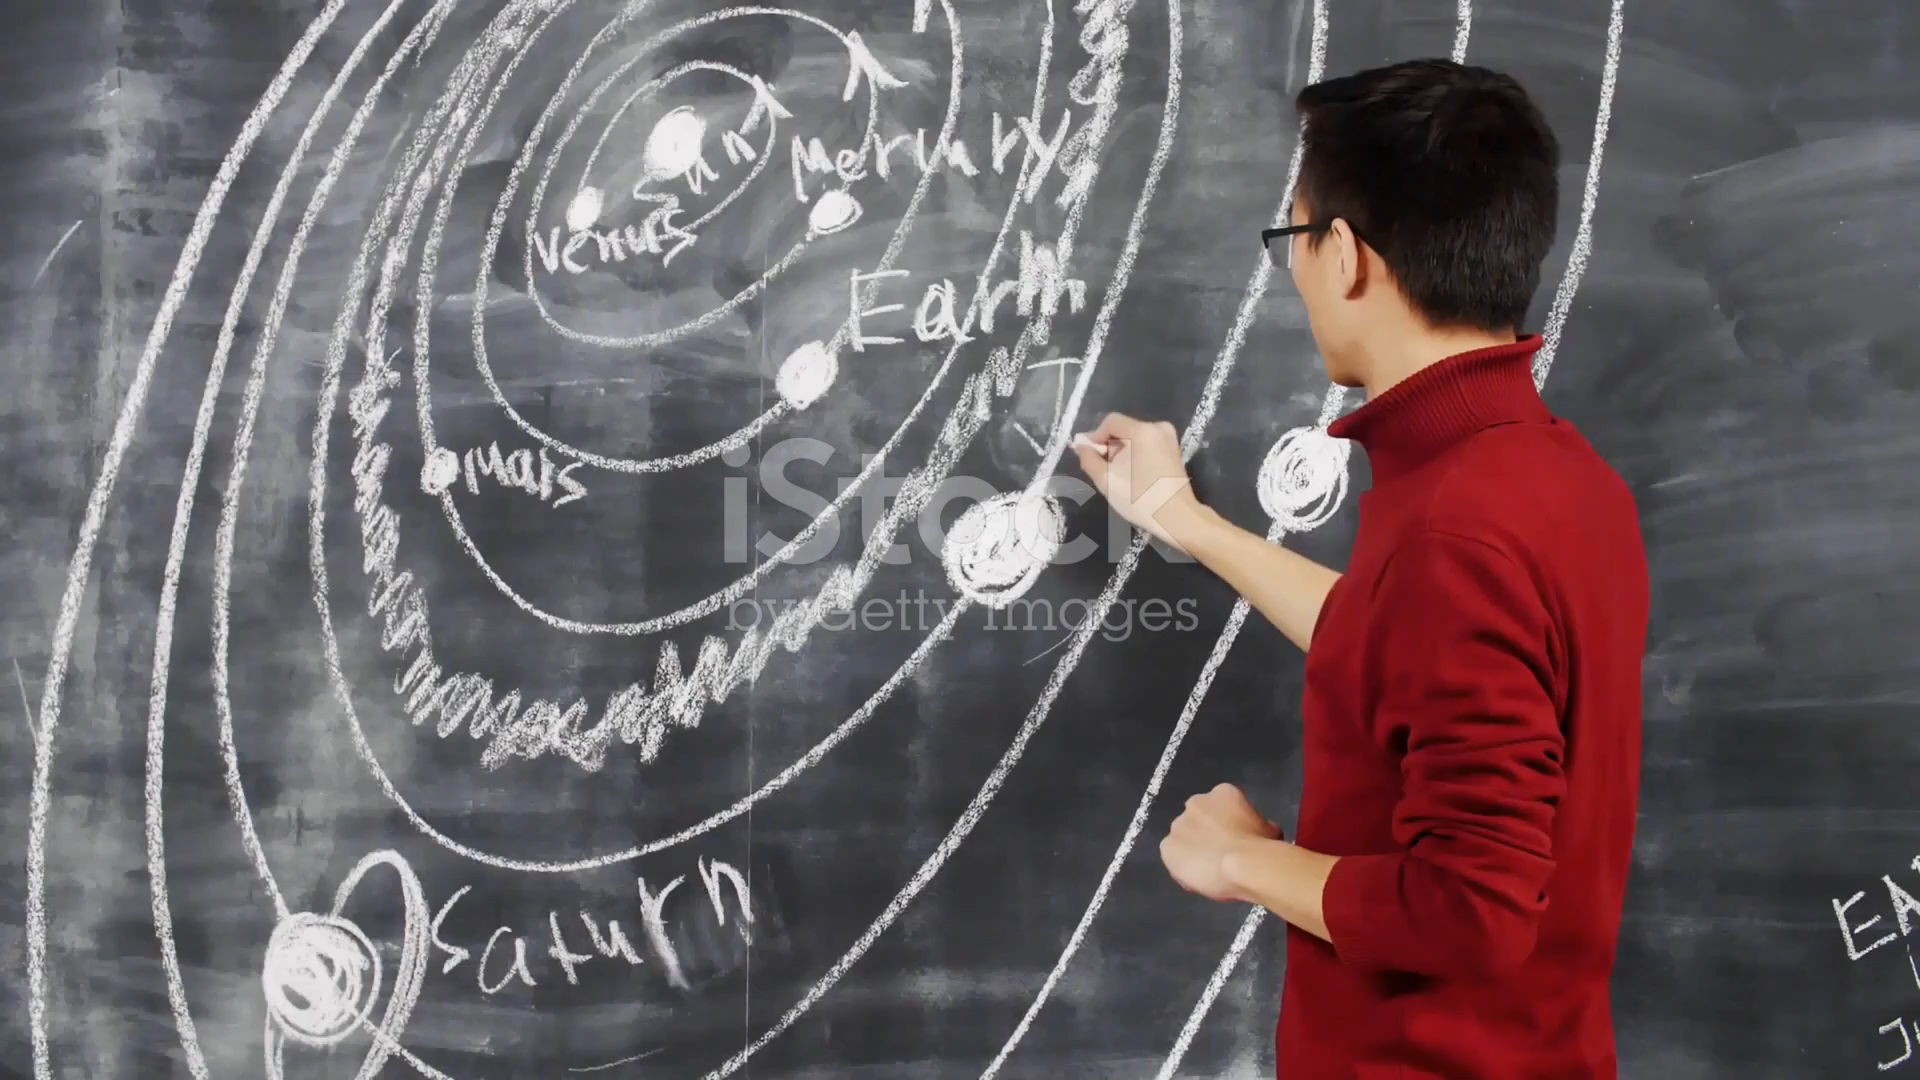 Sun
Mercury
Venus
Earth
J
Mars
iStock
by Getty Images
Saturn